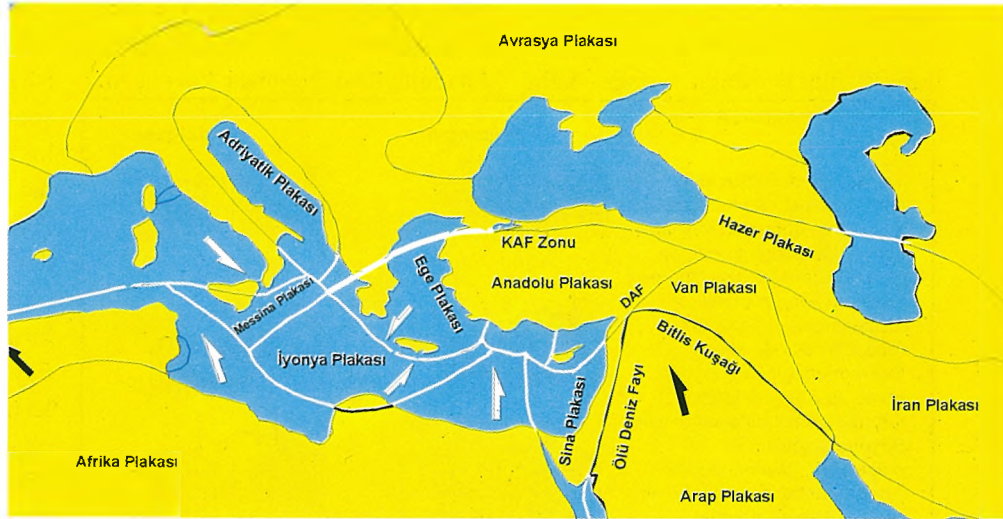 Avrasya Plakası
Adriyatik Plakası
Hazer Plakası
KAF Zonu
Ege Plakası
Anadolu Plakası
DAF
Van Plakası
Messina Plakası
İyonya Plakası
Bitlis Kuşağı
Sina Plakası
Ölü Deniz Fayı
İran Plakası
Afrika Plakası
Arap Plakası